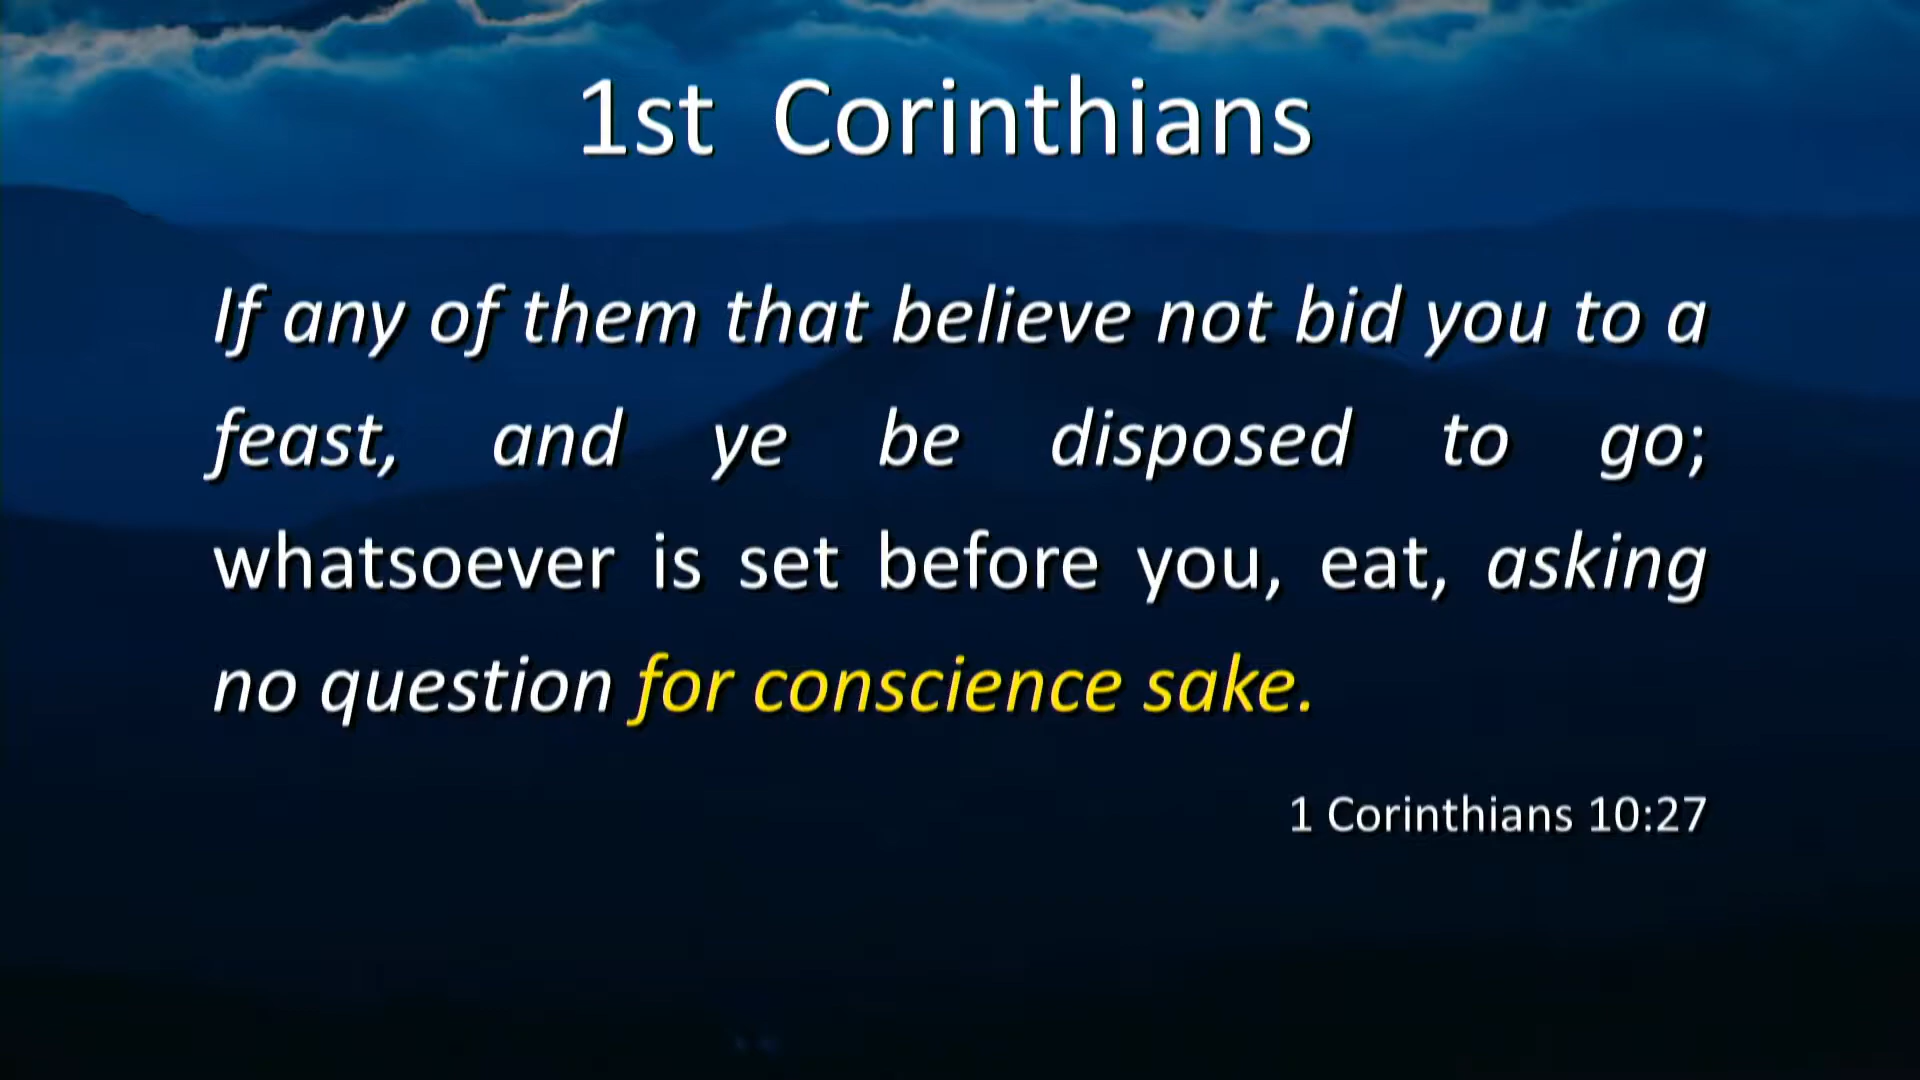 1st Corinthians
If any of them that believe not bid you to a
feast, and ye be disposed to go;
whatsoever is set before you, eat, asking
no question for conscience sake.
1 Corinthians 10:27